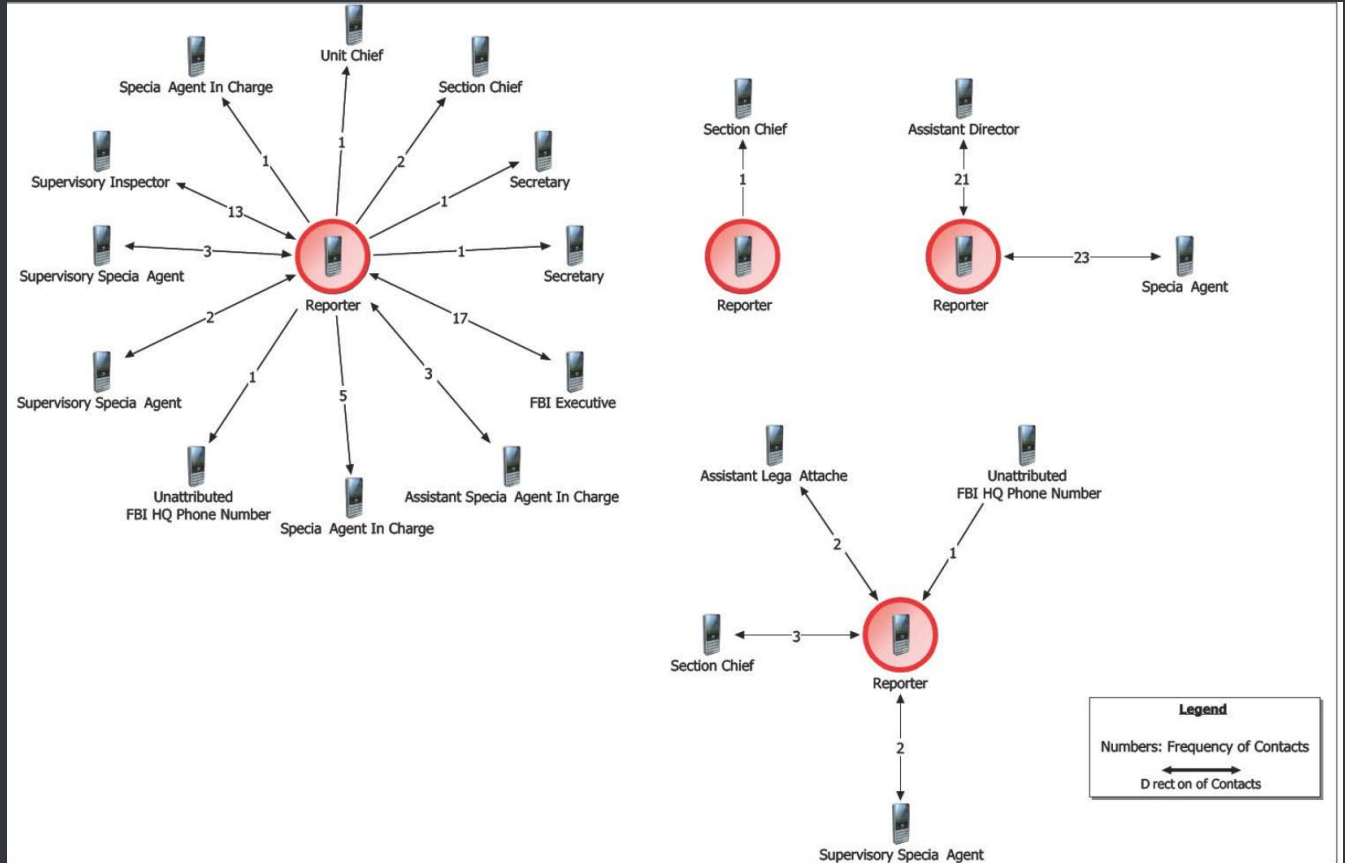 Unit Chief
Specia Agent In Charge
1
Section Chief
1
2
Supervisory Inspector
13
Secretary
1
Supervisory Specia Agent
3
Secretary
1
Reporter
Supervisory Specia Agent
2
FBI Executive
17
Unattributed
FBI HQ Phone Number
1
Specia Agent In Charge
5
Assistant Specia Agent In Charge
3
Section Chief
1
Reporter
Assistant Director
21
Reporter
23
Specia Agent
Assistant Lega Attache
2
Unattributed
FBI HQ Phone Number
1
Section Chief
3
Reporter
2
Supervisory Specia Agent
Legend
Numbers: Frequency of Contacts
D rect on of Contacts